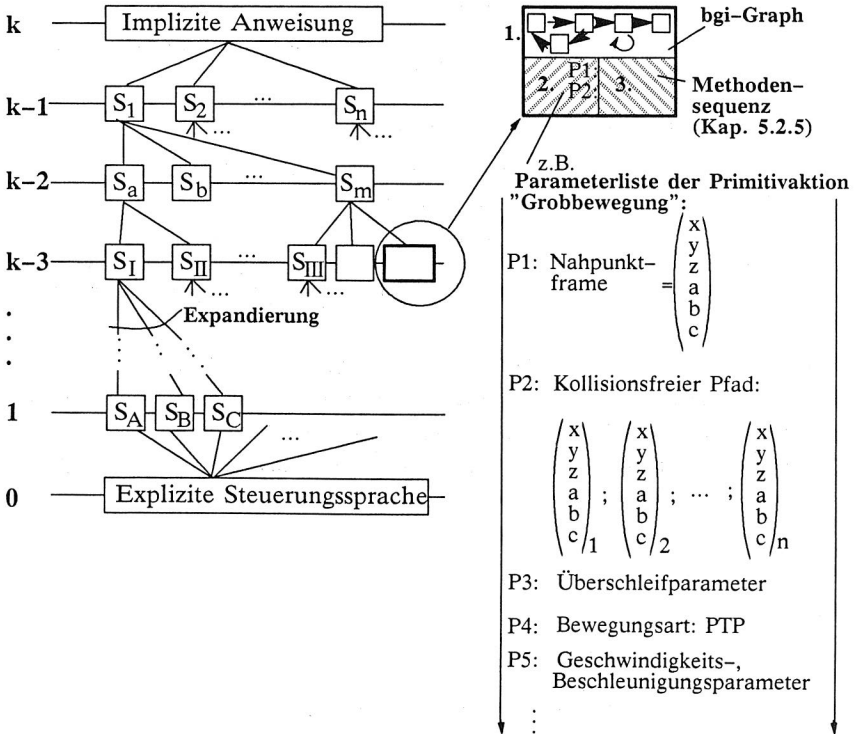 k Implizite Anweisung
k-1 S1 S2 ... Sn
... ...
k-2 Sa Sb ... Sm
k-3 SI SII ... SIII
... ...
Expandierung
1 SA SB SC
...
0 Explizite Steuerungssprache
1.
bgi-Graph
2. P1: 3.
P2:
Methoden-
sequenz
(Kap. 5.2.5)
z.B.
Parameterliste der Primitivaktion
"Grobbewegung":
P1: Nahpunkt-
frame
=
x
y
z
a
b
c
P2: Kollisionsfreier Pfad:
x x x
y y y
z z z
a ; a ; ... ; a
b b b
c 1 c 2 c n
P3: Überschleifparameter
P4: Bewegungsart: PTP
P5: Geschwindigkeits-,
Beschleunigungsparameter